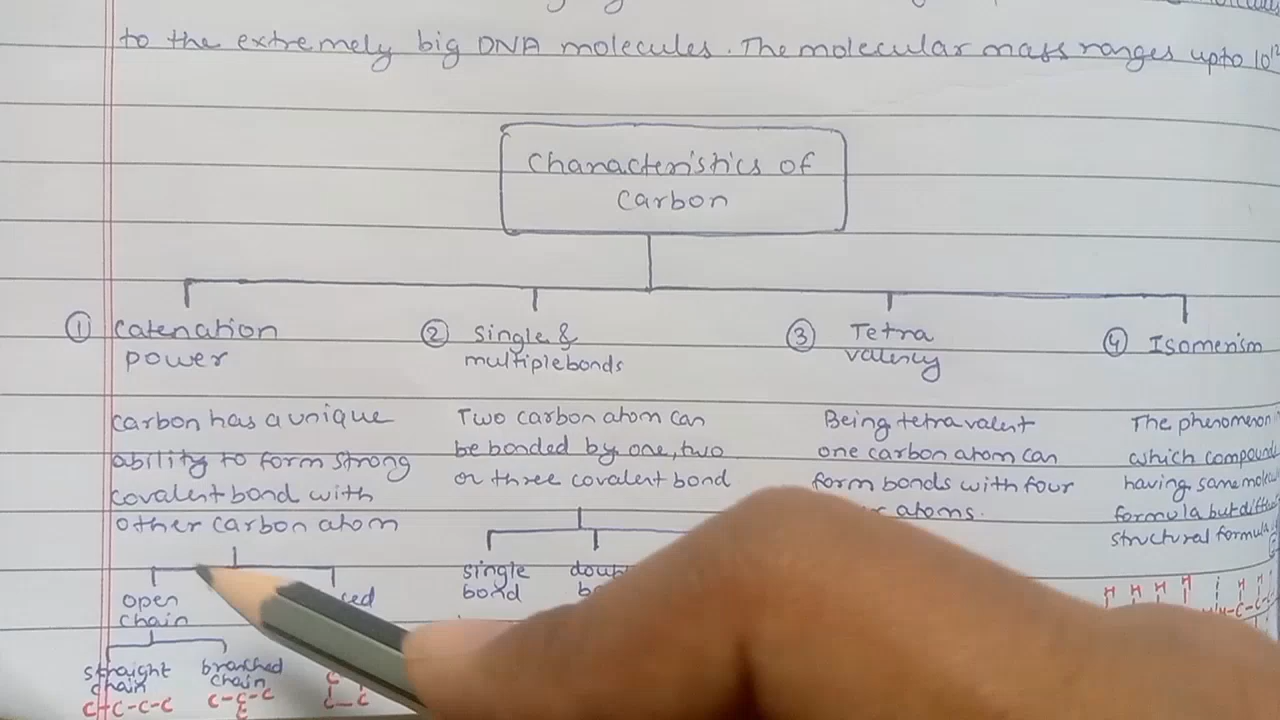 to the extremely big DNA molecules. The molecular mass ranges upto 10¹²
Characteristics of
Carbon
① Catenation
power
Carbon has a unique
ability to form strong
covalent bond with
other carbon atom
open
chain
straight
chain
C-C-C-C
branched
chain
C-C-C
C
② Single &
multiple bonds
Two carbon atom can
be bonded by one, two
or three covalent bond
single
bond
③ Tetra
valency
Being tetravalent
one carbon atom can
form bonds with four
atoms.
④ Isomerism
The phenomenon
which compound
having same
formula but
structural formula
H H H H